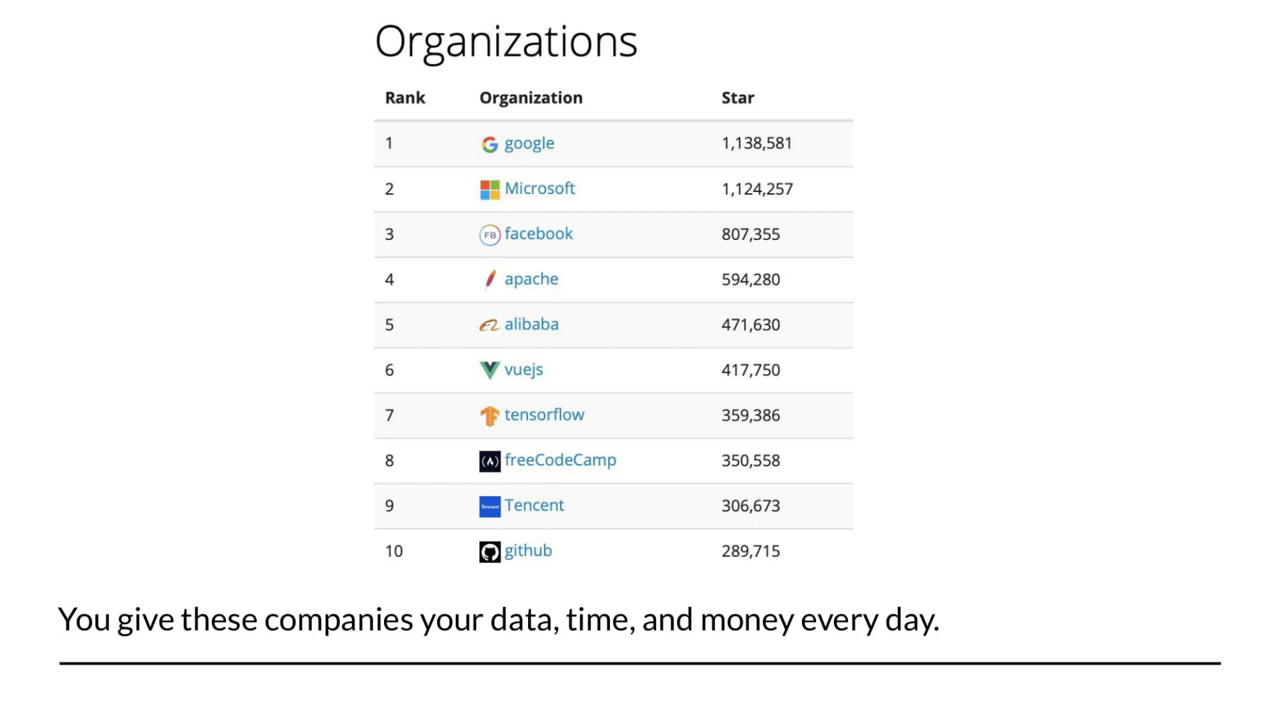 Organizations
Rank Organization Star
1 google 1,138,581
2 Microsoft 1,124,257
3 FB facebook 807,355
4 apache 594,280
5 alibaba 471,630
6 vuejs 417,750
7 tensorflow 359,386
8 (A) freeCodeCamp 350,558
9 Tencent Tencent 306,673
10 github 289,715
You give these companies your data, time, and money every day.